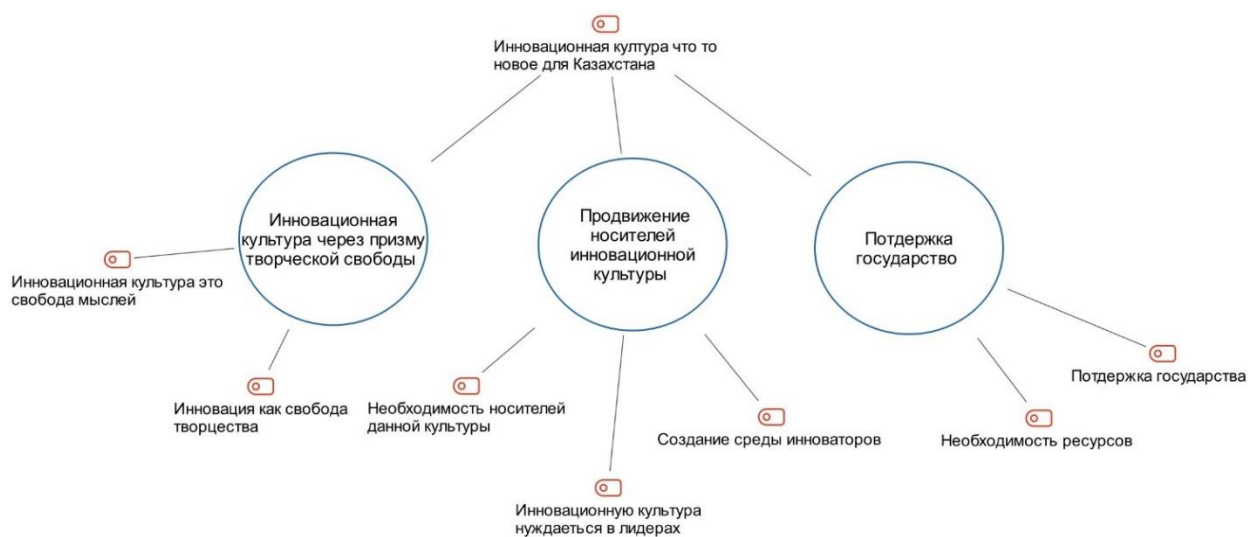 Инновационная култура что то
новое для Казахстана
Инновационная
культура через призму
творческой свободы
Продвижение
носителей
инновационной
культуры
Потдержка
государство
Инновационная культура это
свобода мыслей
Инновация как свобода
творцества
Необходимость носителей
данной культуры
Инновационную культура
нуждаеться в лидерах
Создание среды инноваторов
Необходимость ресурсов
Потдержка государства